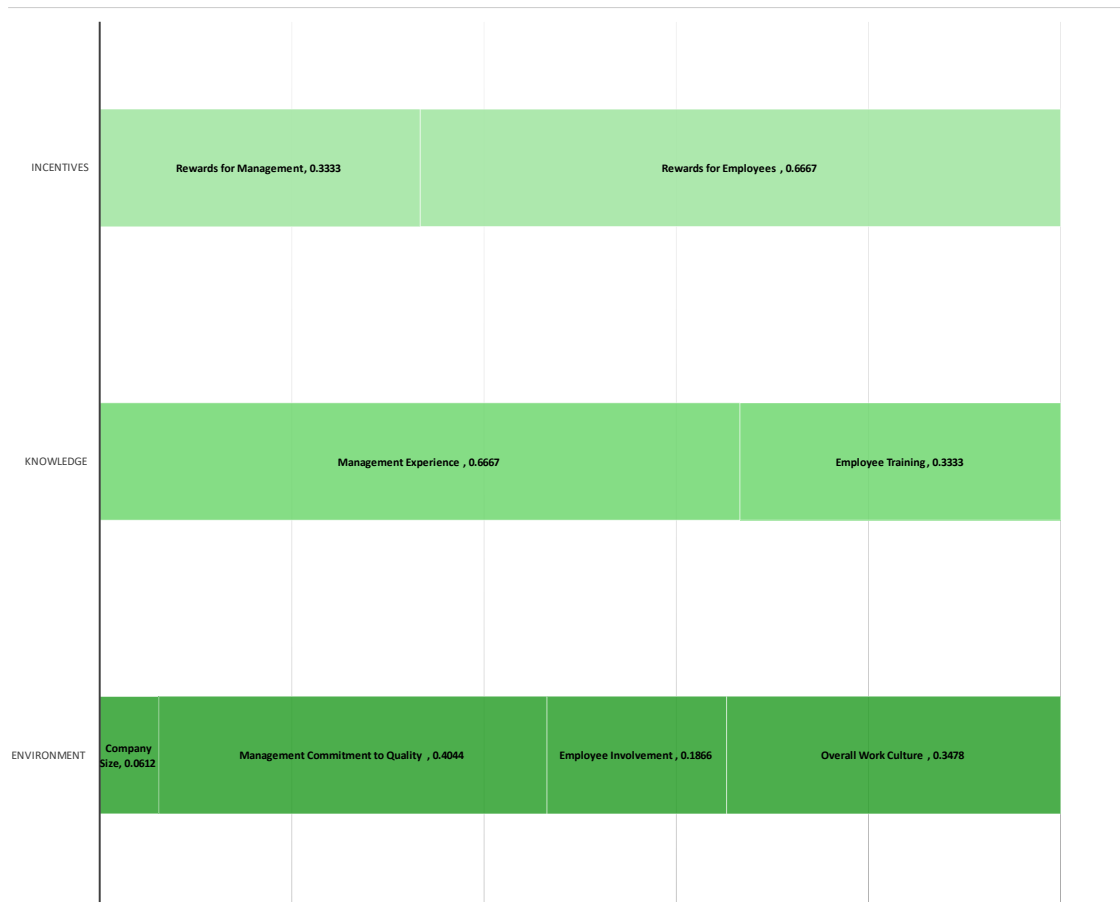 INCENTIVES
Rewards for Management, 0.3333
Rewards for Employees , 0.6667
KNOWLEDGE
Management Experience , 0.6667
Employee Training, 0.3333
ENVIRONMENT
Company
Size, 0.0612
Management Commitment to Quality , 0.4044
Employee Involvement , 0.1866
Overall Work Culture , 0.3478